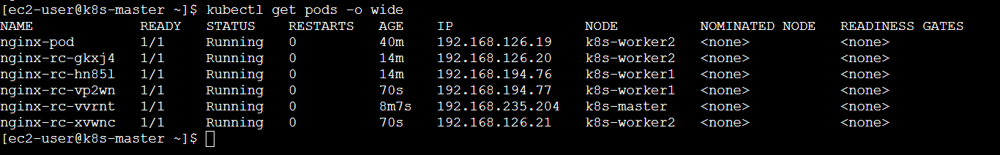 [ec2-user@k8s-master ~]$ kubectl get pods -o wide
NAME READY STATUS RESTARTS AGE IP NODE NOMINATED NODE READINESS GATES
nginx-pod 1/1 Running 0 40m 192.168.126.19 k8s-worker2 <none> <none>
nginx-rc-gkxj4 1/1 Running 0 14m 192.168.126.20 k8s-worker2 <none> <none>
nginx-rc-hn85l 1/1 Running 0 14m 192.168.194.76 k8s-worker1 <none> <none>
nginx-rc-vp2wn 1/1 Running 0 70s 192.168.194.77 k8s-worker1 <none> <none>
nginx-rc-vvrnt 1/1 Running 0 8m7s 192.168.235.204 k8s-master <none> <none>
nginx-rc-xvwnc 1/1 Running 0 70s 192.168.126.21 k8s-worker2 <none> <none>
[ec2-user@k8s-master ~]$